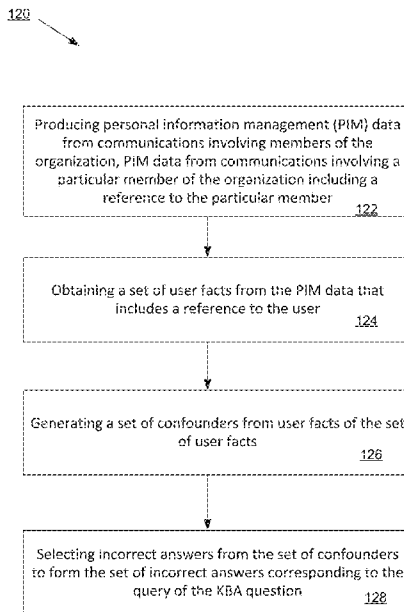 120
Producing personal information management (PIM) data
from communications involving members of the
organization, PIM data from communications involving a
particular member of the organization including a
reference to the particular member
122
Obtaining a set of user facts from the PIM data that
includes a reference to the user
124
Generating a set of confounders from user facts of the set
of user facts
126
Selecting incorrect answers from the set of confounders
to form the set of incorrect answers corresponding to the
query of the KBA question
128